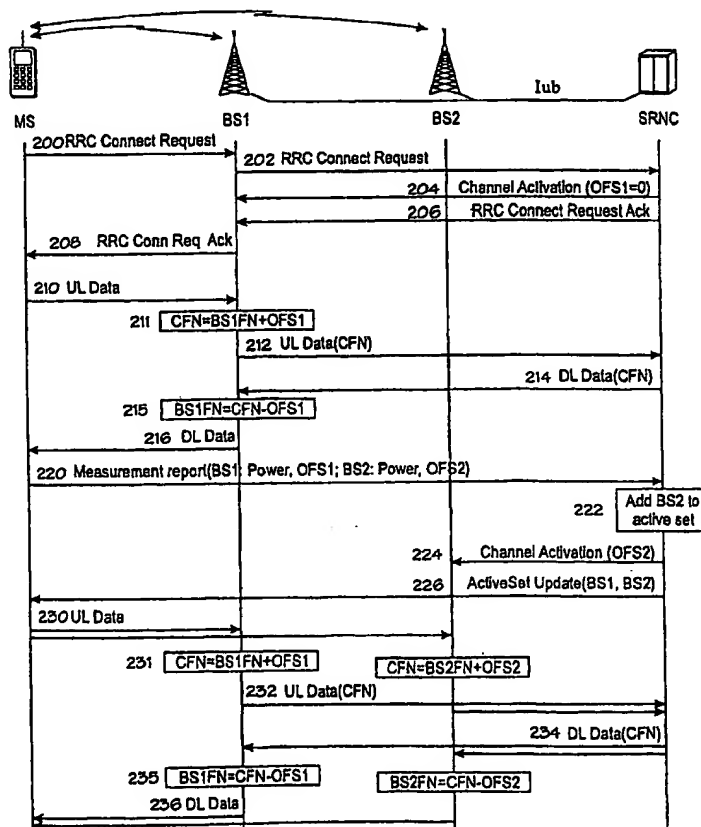 Iub
MS BS1 BS2 SRNC
200 RRC Connect Request
202 RRC Connect Request
204 Channel Activation (OFS1=0)
206 RRC Connect Request Ack
208 RRC Conn Req Ack
210 UL Data
211 CFN=BS1FN+OFS1
212 UL Data(CFN)
214 DL Data(CFN)
215 BS1FN=CFN-OFS1
216 DL Data
220 Measurement report(BS1: Power, OFS1; BS2: Power, OFS2)
222 Add BS2 to
active set
224 Channel Activation (OFS2)
226 ActiveSet Update(BS1, BS2)
230 UL Data
231 CFN=BS1FN+OFS1 CFN=BS2FN+OFS2
232 UL Data(CFN)
234 DL Data(CFN)
235 BS1FN=CFN-OFS1 BS2FN=CFN-OFS2
236 DL Data